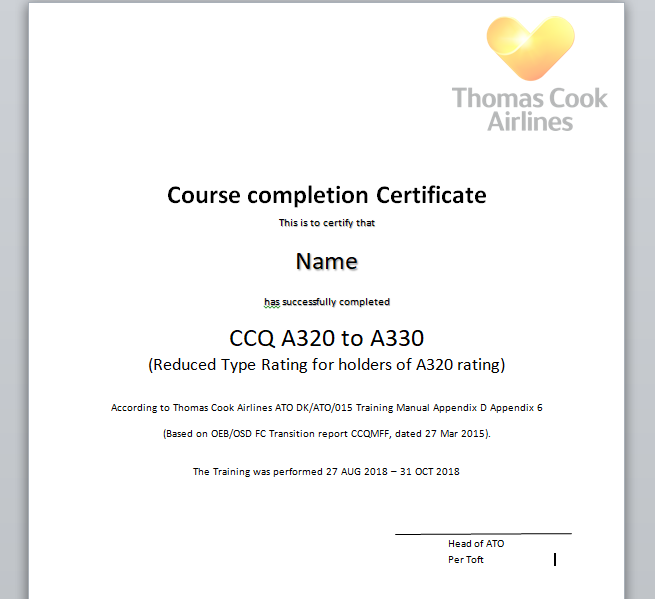 Thomas Cook
Airlines
Course completion Certificate
This is to certify that
Name
has successfully completed
CCQ A320 to A330
(Reduced Type Rating for holders of A320 rating)
According to Thomas Cook Airlines ATO DK/ATO/015 Training Manual Appendix D Appendix 6
(Based on OEB/OSD FC Transition report CCQMFF, dated 27 Mar 2015).
The Training was performed 27 AUG 2018 – 31 OCT 2018
Head of ATO
Per Toft